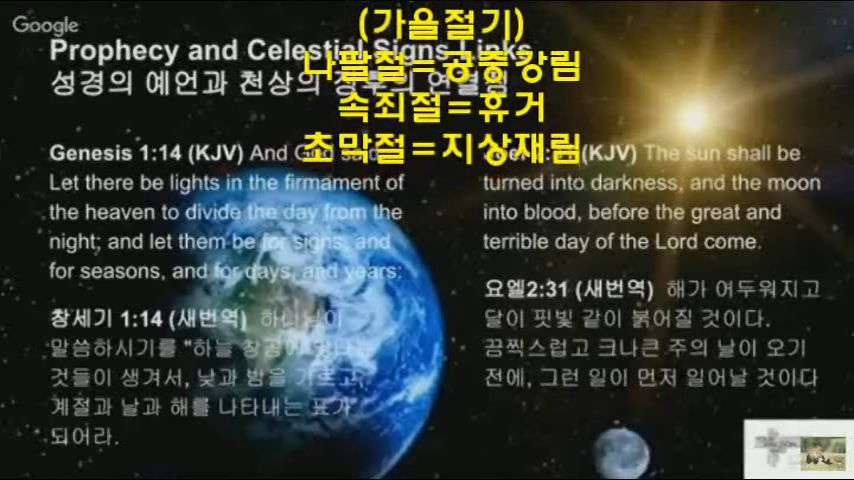 Google
(가을절기)
나팔절=공중강림
속죄절=휴거
초막절=지상재림
Prophecy and Celestial Signs Links
성경의 예언과 천상의 연결
Genesis 1:14 (KJV) And God said
Let there be lights in the firmament of
the heaven to divide the day from the
night; and let them be for signs, and
for seasons, and for days, and years:
창세기 1:14 (새번역) 하나님이
말씀하시기를 "하늘 창공에
것들이 생겨서, 낮과 밤을 가르고,
계절과 날과 해를 나타내는 표가
되어라.
(KJV) The sun shall be
turned into darkness, and the moon
into blood, before the great and
terrible day of the Lord come.
요엘2:31 (새번역) 해가 어두워지고
달이 핏빛 같이 붉어질 것이다.
끔찍스럽고 크나큰 주의 날이 오기
전에, 그런 일이 먼저 일어날 것이다